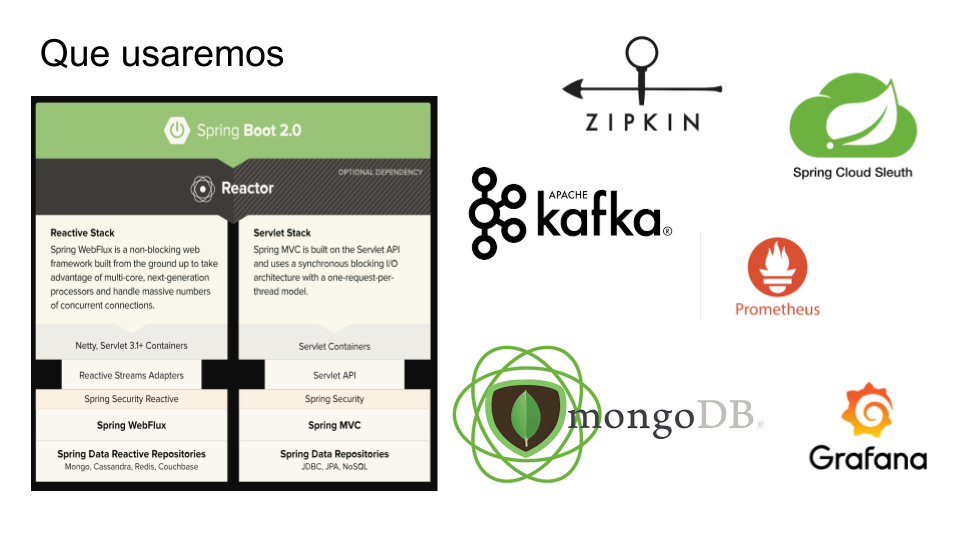 Que usaremos
Spring Boot 2.0
OPTIONAL DEPENDENCY
Reactor
Reactive Stack
Spring WebFlux is a non-blocking web
framework built from the ground up to take
advantage of multi-core, next-generation
processors and handle massive numbers
of concurrent connections.
Netty, Servlet 3.1+ Containers
Reactive Streams Adapters
Spring Security Reactive
Spring WebFlux
Spring Data Reactive Repositories
Mongo, Cassandra, Redis, Couchbase
Servlet Stack
Spring MVC is built on the Servlet API
and uses a synchronous blocking I/O
architecture with a one-request-per-
thread model.
Servlet Containers
Servlet API
Spring Security
Spring MVC
Spring Data Repositories
JDBC, JPA, NoSQL
ZIPKIN
Spring Cloud Sleuth
APACHE
kafka®
Prometheus
mongoDB®
Grafana